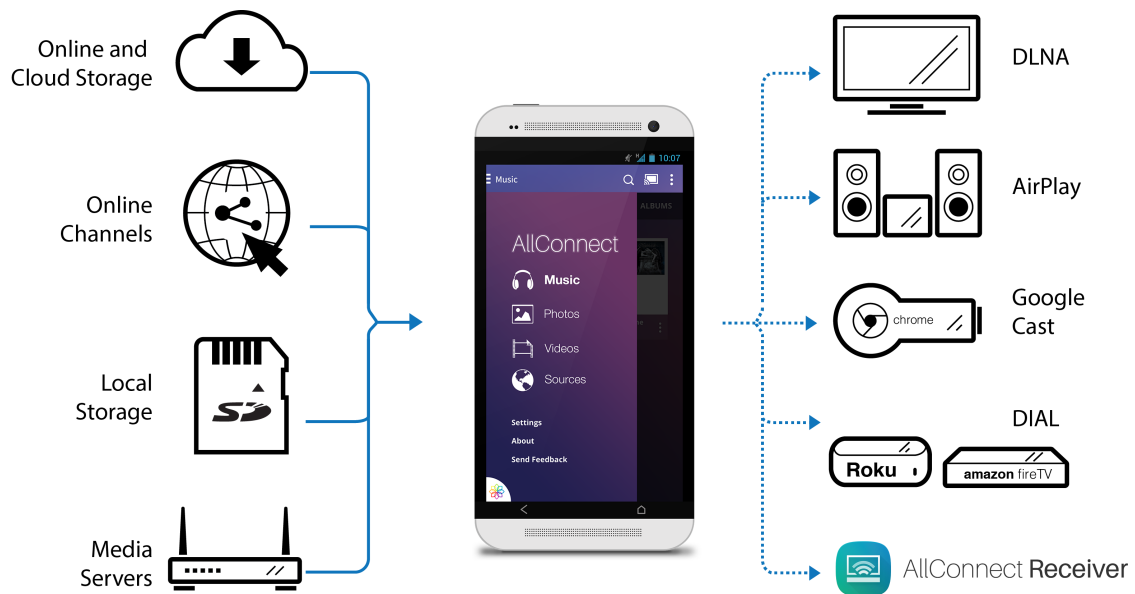 Online and
Cloud Storage
Online
Channels
Local
Storage
SD
Media
Servers
10:07
Music
ALBUMS
AllConnect
Music
Photos
Videos
Sources
Settings
About
Send Feedback
DLNA
AirPlay
Google
Cast
chrome
DIAL
Roku
amazon fireTV
AllConnect Receiver